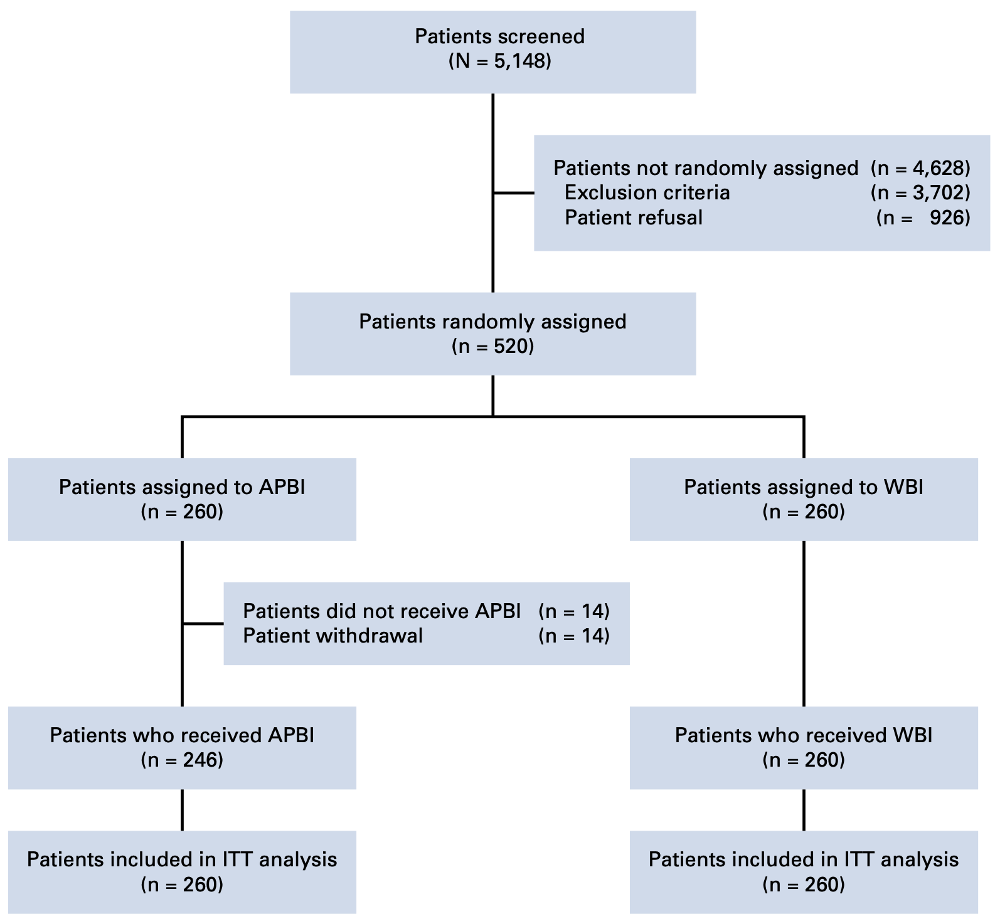 Patients screened
(N = 5,148)
Patients not randomly assigned (n = 4,628)
Exclusion criteria (n = 3,702)
Patient refusal (n = 926)
Patients randomly assigned
(n = 520)
Patients assigned to APBI
(n = 260)
Patients assigned to WBI
(n = 260)
Patients did not receive APBI (n = 14)
Patient withdrawal (n = 14)
Patients who received APBI
(n = 246)
Patients who received WBI
(n = 260)
Patients included in ITT analysis
(n = 260)
Patients included in ITT analysis
(n = 260)